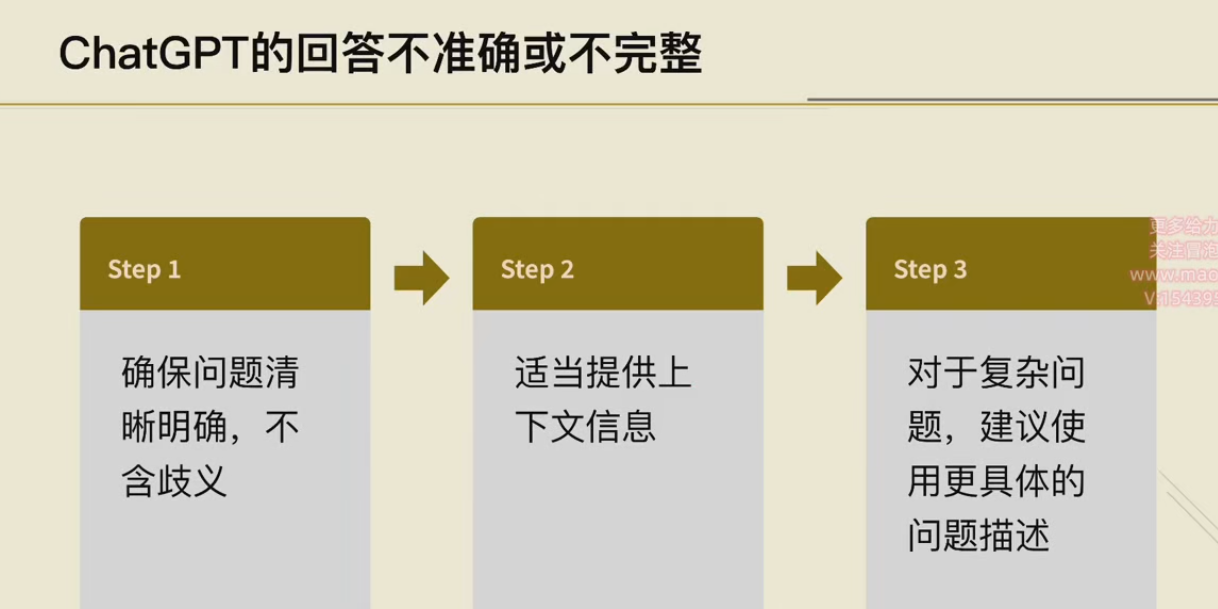 ChatGPT的回答不准确或不完整
Step 1
Step 2
Step 3
确保问题清
晰明确，不
含歧义
适当提供上
下文信息
对于复杂问
题，建议使
用更具体的
问题描述
更多给力
关注冒泡
www.mao
V:154395